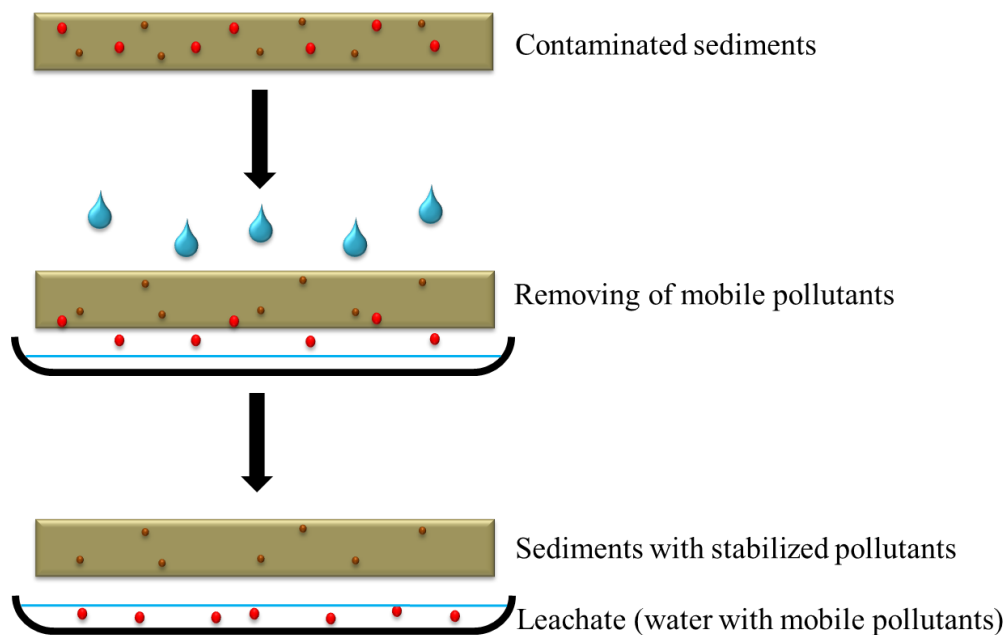 Contaminated sediments
Removing of mobile pollutants
Sediments with stabilized pollutants
Leachate (water with mobile pollutants)